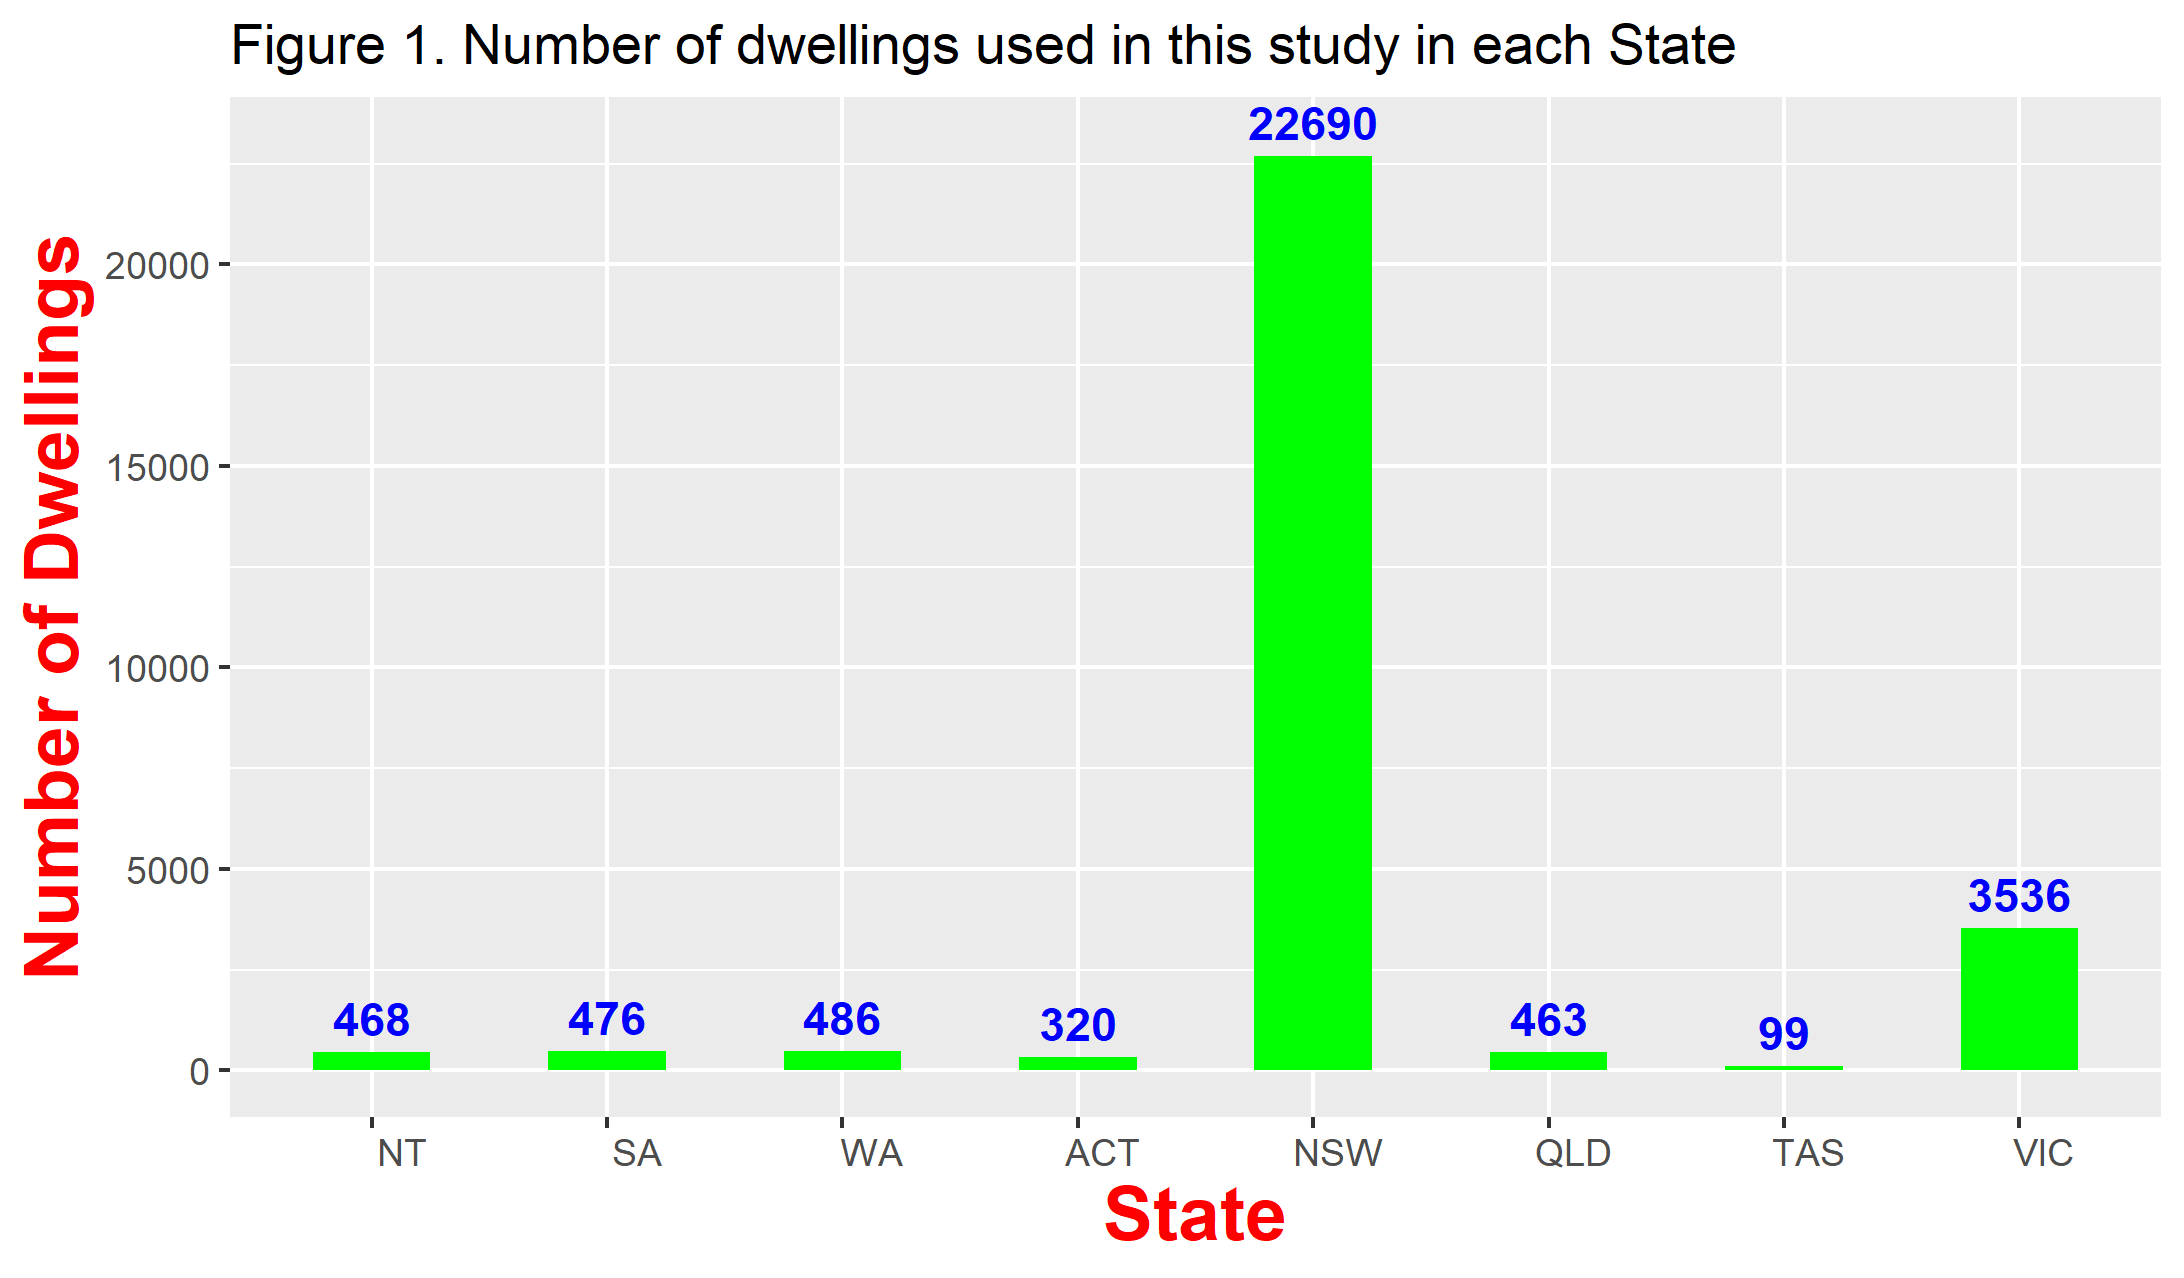 Figure 1. Number of dwellings used in this study in each State
Number of Dwellings
20000
15000
10000
5000
0
468
476
486
320
22690
463
99
3536
NT
SA
WA
ACT
NSW
QLD
TAS
VIC
State